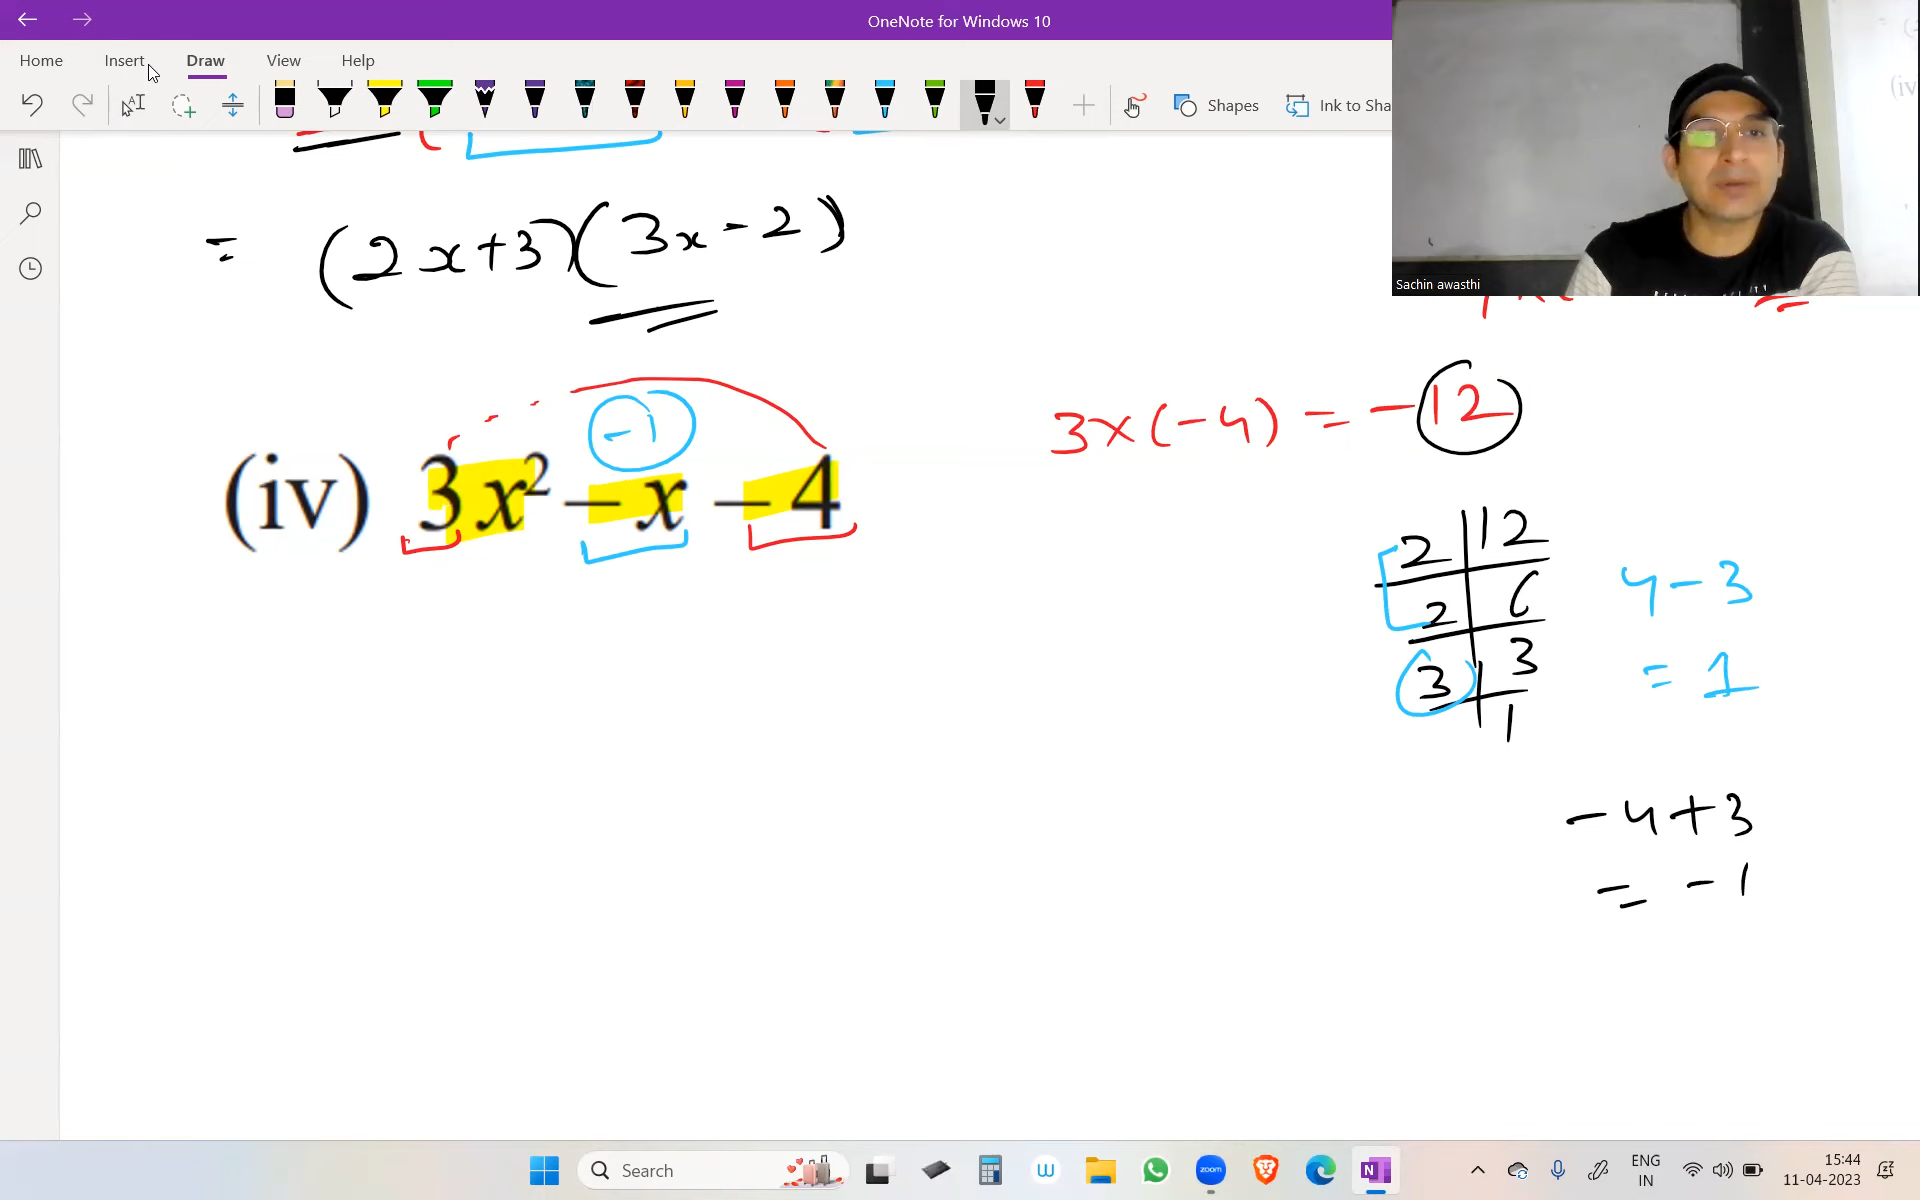 OneNote for Windows 10
Home Insert Draw View Help
Shapes Ink to Sha
= (2x+3)(3x-2)
Sachin awasthi
3×(-4) = -12
-1
(iv) 3x² – x – 4
2 12
2 6
3 3
1
4-3
= 1
-4+3
= -1
Search
zoom
ENG
IN
15:44
11-04-2023